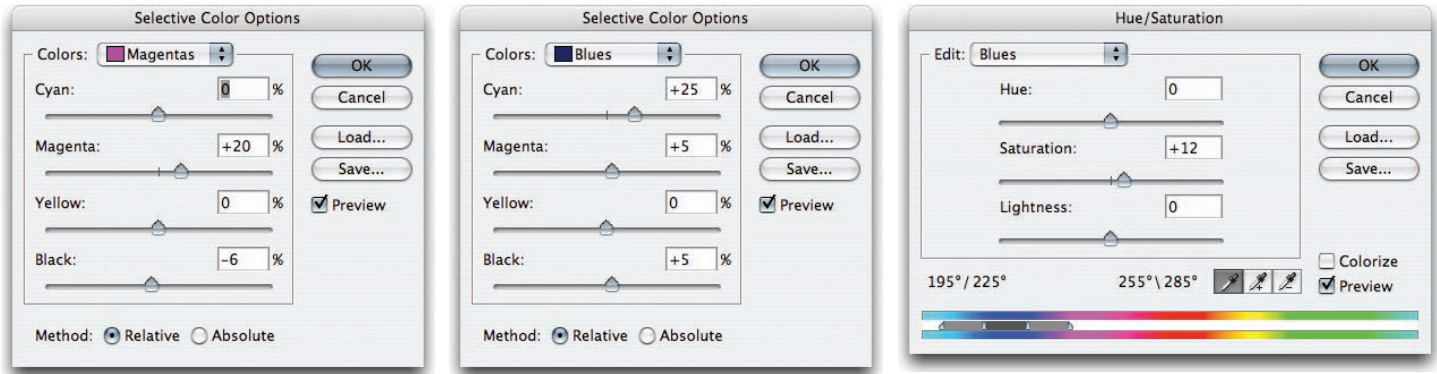 Selective Color Options
Colors: Magentas
OK
Cyan: 0 %
Cancel
Magenta: +20 %
Load...
Save...
Yellow: 0 %
Preview
Black: -6 %
Method: Relative Absolute
Selective Color Options
Colors: Blues
OK
Cyan: +25 %
Cancel
Magenta: +5 %
Load...
Save...
Yellow: 0 %
Preview
Black: +5 %
Method: Relative Absolute
Hue/Saturation
Edit: Blues
OK
Hue: 0
Cancel
Load...
Saturation: +12
Save...
Lightness: 0
Colorize
195°/225° 255°\285°
Preview